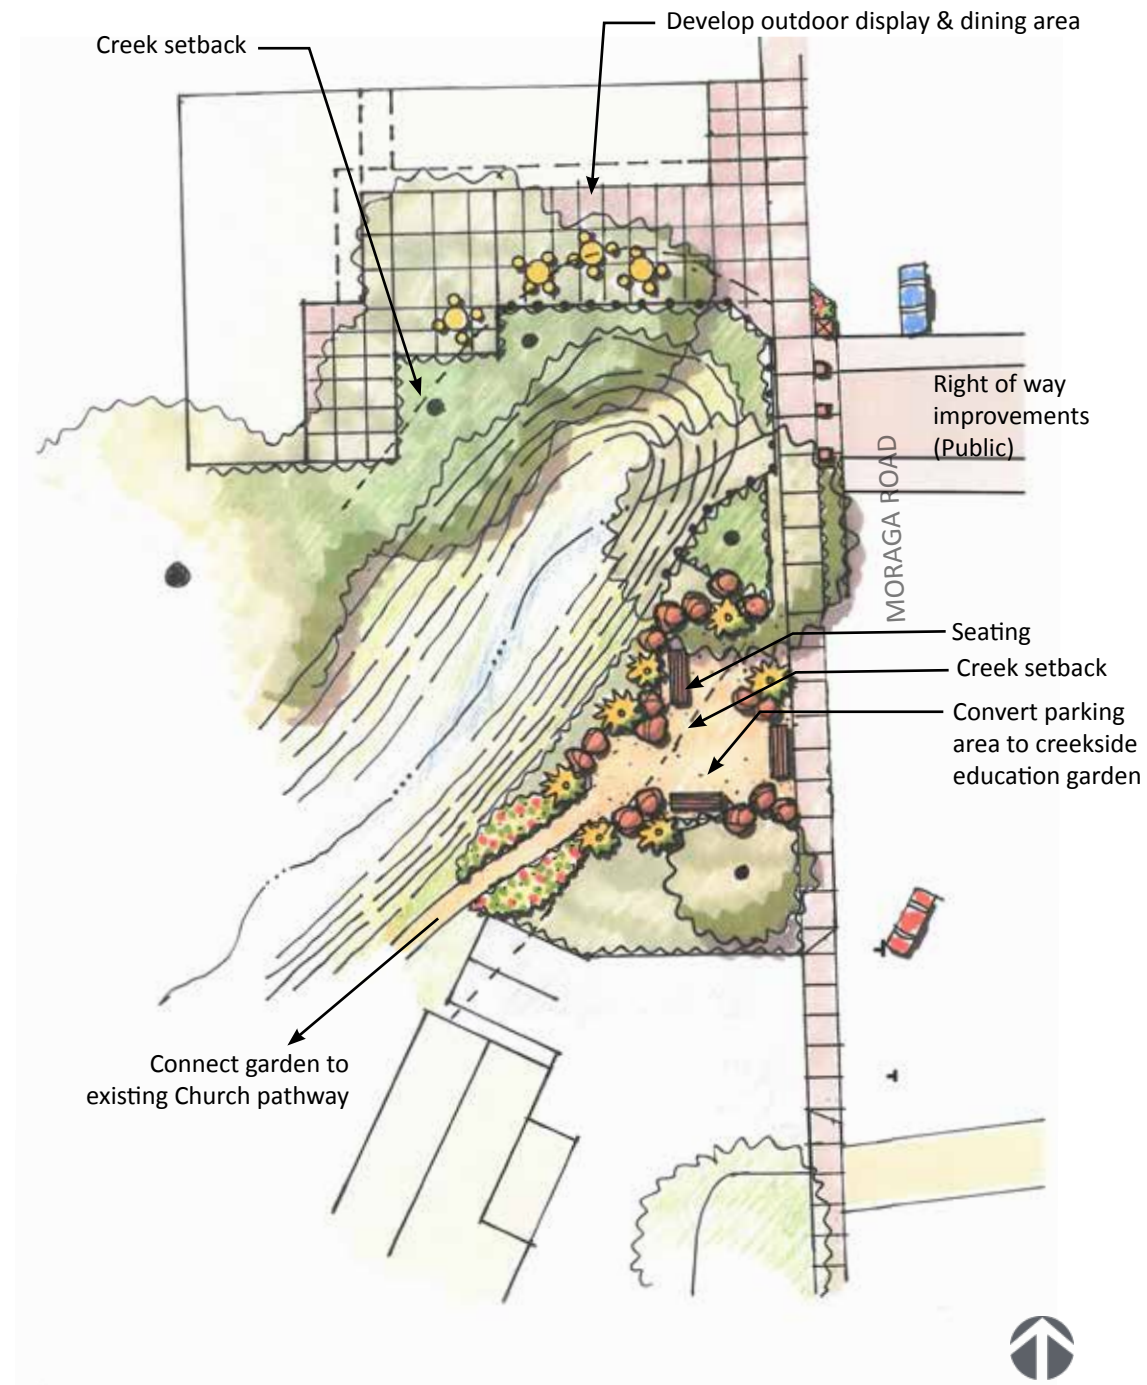 Develop outdoor display & dining area
Creek setback
Right of way
improvements
(Public)
MORAGA ROAD
Seating
Creek setback
Convert parking
area to creekside
education garden
Connect garden to
existing Church pathway